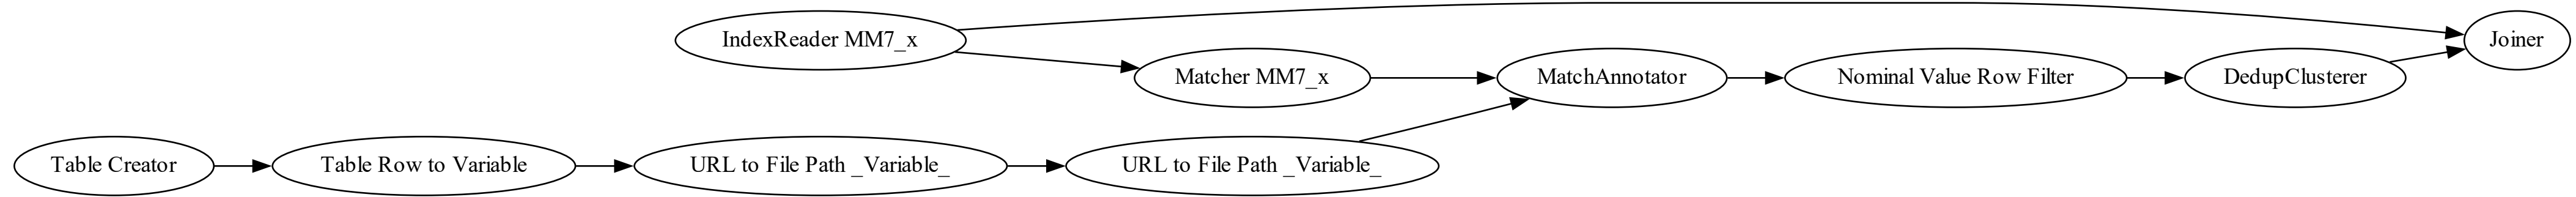 IndexReader MM7_x
Joiner
Matcher MM7_x
MatchAnnotator
Nominal Value Row Filter
DedupClusterer
Table Creator
Table Row to Variable
URL to File Path _Variable_
URL to File Path _Variable_